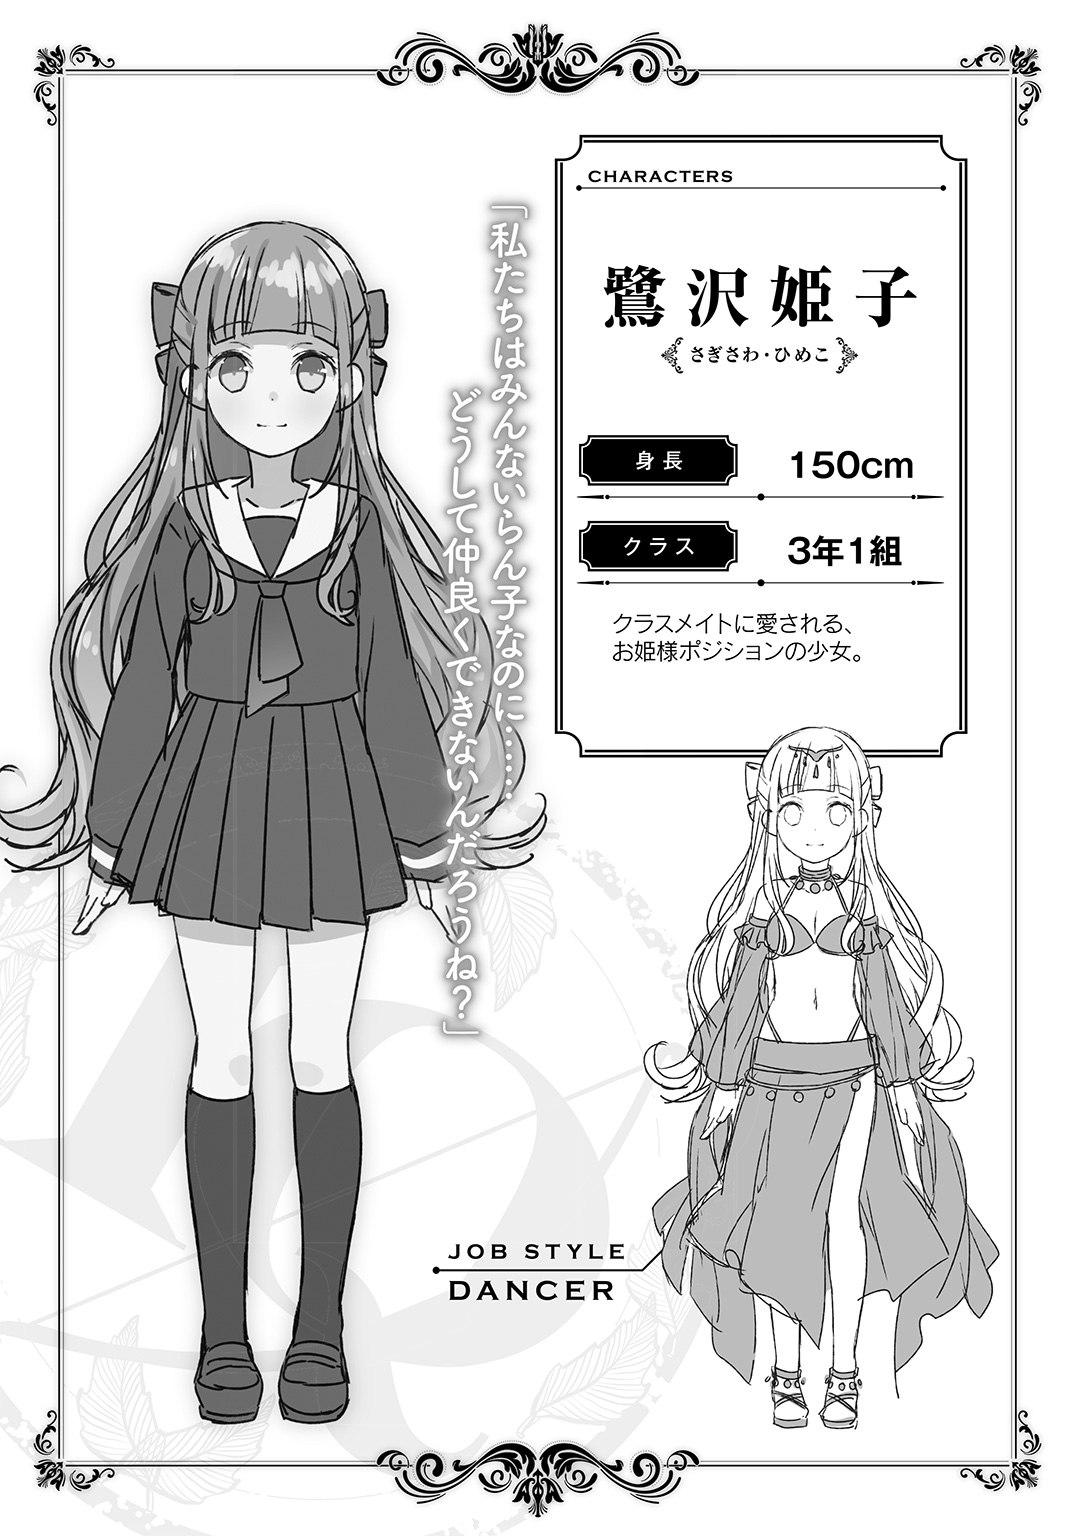 CHARACTERS
鷺沢姫子
さぎさわ・ひめこ
身長
150cm
クラス
3年1組
クラスメイトに愛される、
お姫様ポジションの少女。
「私たちはみんないらん子なのに……
どうして仲良くできないんだろうね？」
JOB STYLE
DANCER